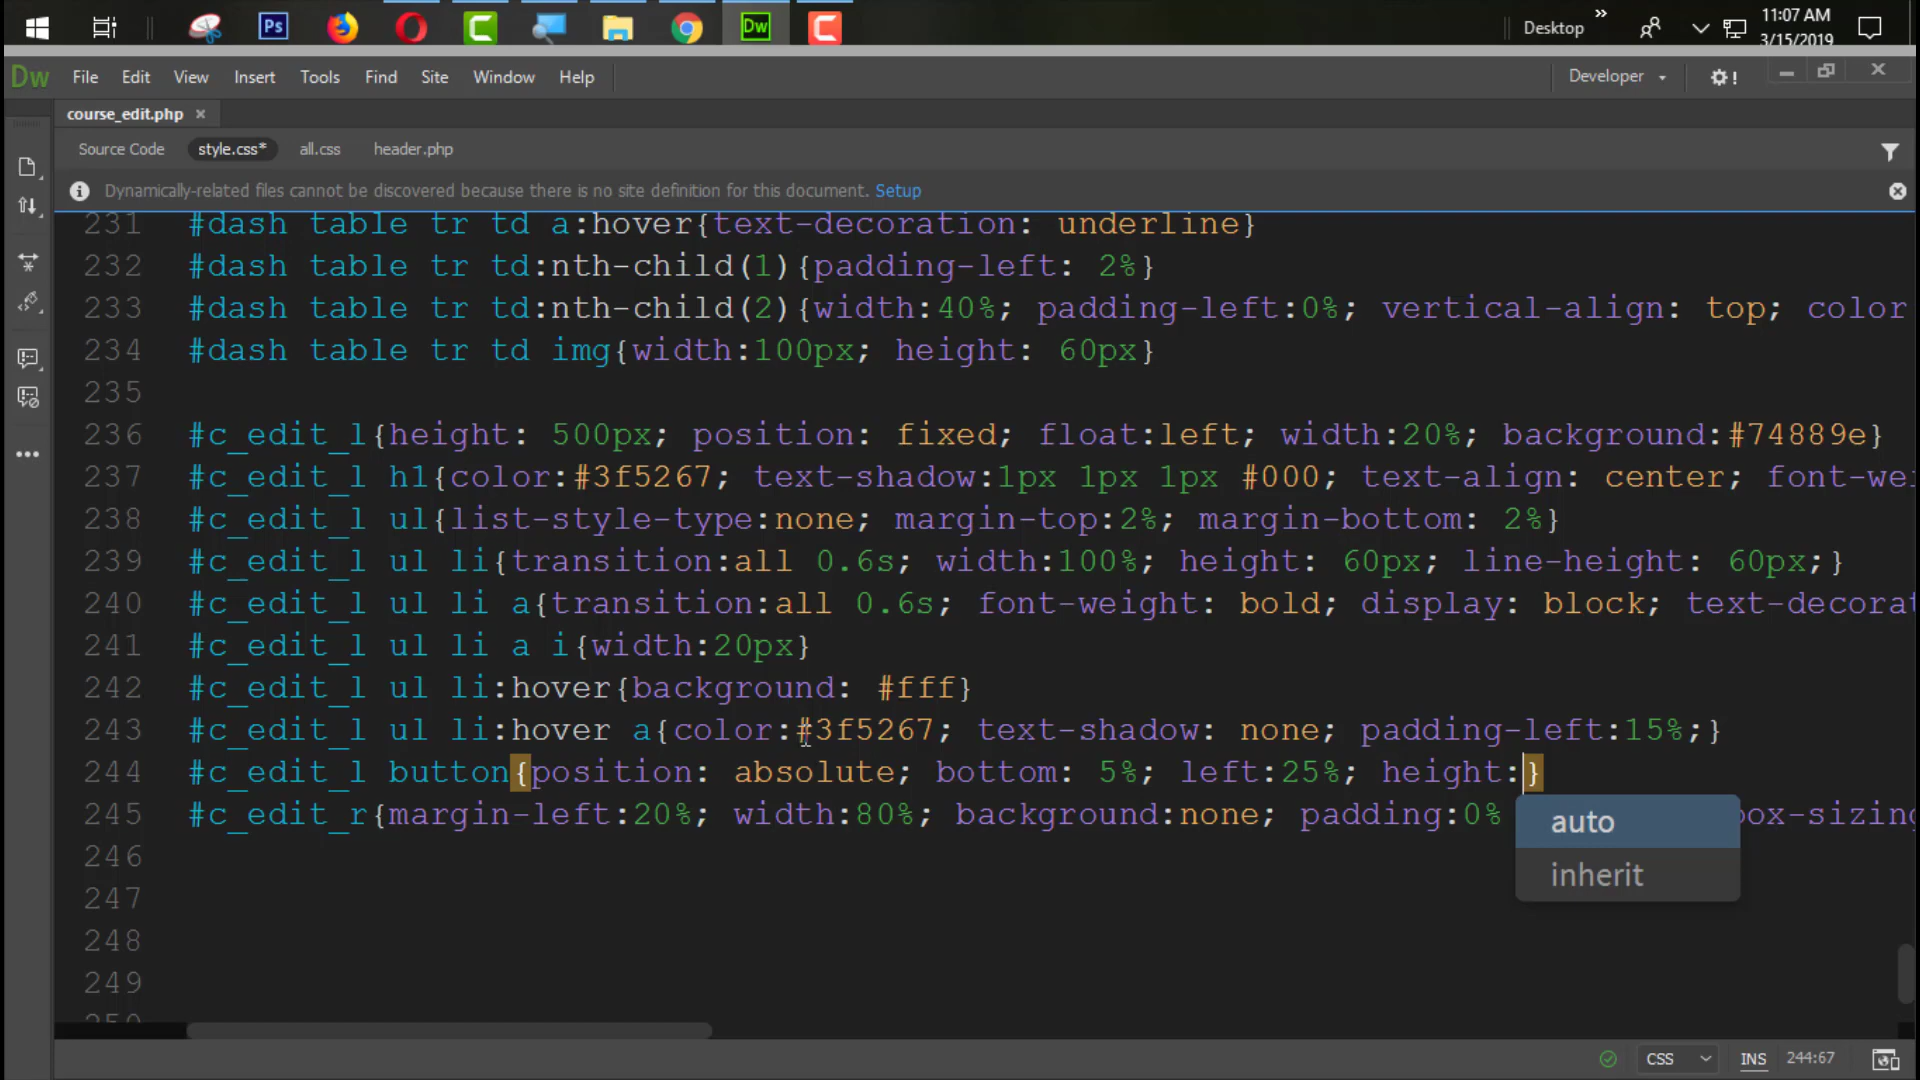 Ps
Dw
Desktop
»
11:07 AM
3/15/2019
Dw File Edit View Insert Tools Find Site Window Help
Developer
course_edit.php ×
Source Code style.css* all.css header.php
Dynamically-related files cannot be discovered because there is no site definition for this document. Setup
231 #dash table tr td a:hover{text-decoration: underline}
232 #dash table tr td:nth-child(1){padding-left: 2%}
233 #dash table tr td:nth-child(2){width:40%; padding-left:0%; vertical-align: top; color
234 #dash table tr td img{width:100px; height: 60px}
235
236 #c_edit_l{height: 500px; position: fixed; float:left; width:20%; background:#74889e}
237 #c_edit_l h1{color:#3f5267; text-shadow:1px 1px 1px #000; text-align: center; font-we
238 #c_edit_l ul{list-style-type:none; margin-top:2%; margin-bottom: 2%}
239 #c_edit_l ul li{transition:all 0.6s; width:100%; height: 60px; line-height: 60px;}
240 #c_edit_l ul li a{transition:all 0.6s; font-weight: bold; display: block; text-decorat
241 #c_edit_l ul li a i{width:20px}
242 #c_edit_l ul li:hover{background: #fff}
243 #c_edit_l ul li:hover a{color:#3f5267; text-shadow: none; padding-left:15%;}
244 #c_edit_l button{position: absolute; bottom: 5%; left:25%; height:}
245 #c_edit_r{margin-left:20%; width:80%; background:none; padding:0% box-sizing
auto
inherit
246
247
248
249
250
CSS INS 244:67